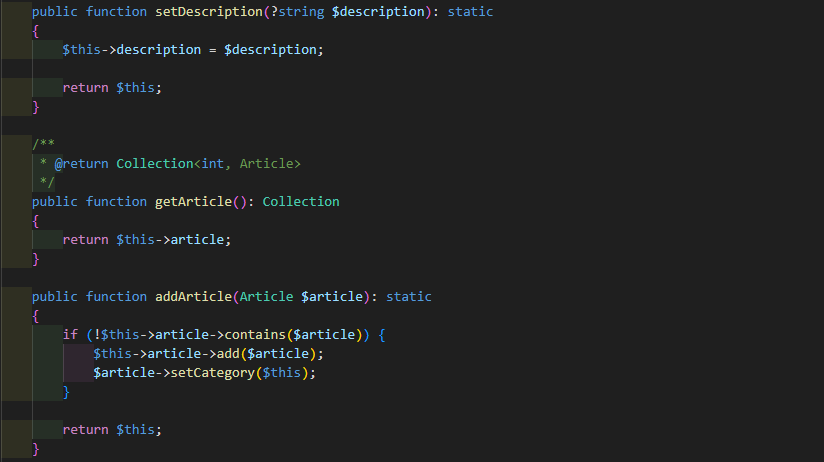 public function setDescription(?string $description): static
{
$this->description = $description;
return $this;
}
/**
* @return Collection<int, Article>
*/
public function getArticle(): Collection
{
return $this->article;
}
public function addArticle(Article $article): static
{
if (!$this->article->contains($article)) {
$this->article->add($article);
$article->setCategory($this);
}
return $this;
}